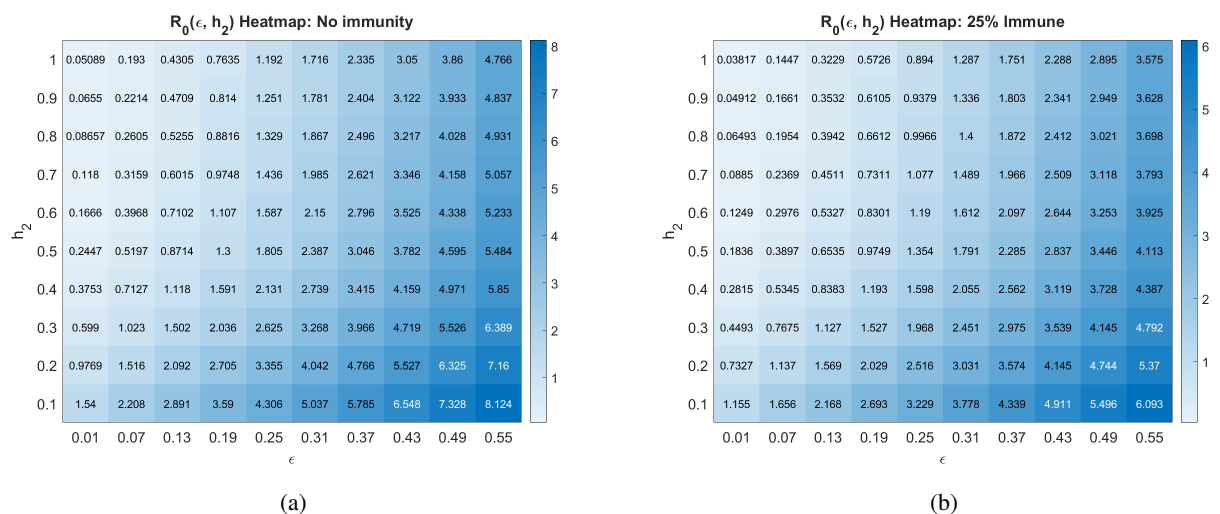 R0(ϵ, h2) Heatmap: No immunity
1 0.05089 0.193 0.4305 0.7635 1.192 1.716 2.335 3.05 3.86 4.766
0.9 0.0655 0.2214 0.4709 0.814 1.251 1.781 2.404 3.122 3.933 4.837
0.8 0.08657 0.2605 0.5255 0.8816 1.329 1.867 2.496 3.217 4.028 4.931
0.7 0.118 0.3159 0.6015 0.9748 1.436 1.985 2.621 3.346 4.158 5.057
0.6 0.1666 0.3968 0.7102 1.107 1.587 2.15 2.796 3.525 4.338 5.233
0.5 0.2447 0.5197 0.8714 1.3 1.805 2.387 3.046 3.782 4.595 5.484
0.4 0.3753 0.7127 1.118 1.591 2.131 2.739 3.415 4.159 4.971 5.85
0.3 0.599 1.023 1.502 2.036 2.625 3.268 3.966 4.719 5.526 6.389
0.2 0.9769 1.516 2.092 2.705 3.355 4.042 4.766 5.527 6.325 7.16
0.1 1.54 2.208 2.891 3.59 4.306 5.037 5.785 6.548 7.328 8.124
0.01 0.07 0.13 0.19 0.25 0.31 0.37 0.43 0.49 0.55
h2
ϵ
8
7
6
5
4
3
2
1
(a)
R0(ϵ, h2) Heatmap: 25% Immune
1 0.03817 0.1447 0.3229 0.5726 0.894 1.287 1.751 2.288 2.895 3.575
0.9 0.04912 0.1661 0.3532 0.6105 0.9379 1.336 1.803 2.341 2.949 3.628
0.8 0.06493 0.1954 0.3942 0.6612 0.9966 1.4 1.872 2.412 3.021 3.698
0.7 0.0885 0.2369 0.4511 0.7311 1.077 1.489 1.966 2.509 3.118 3.793
0.6 0.1249 0.2976 0.5327 0.8301 1.19 1.612 2.097 2.644 3.253 3.925
0.5 0.1836 0.3897 0.6535 0.9749 1.354 1.791 2.285 2.837 3.446 4.113
0.4 0.2815 0.5345 0.8383 1.193 1.598 2.055 2.562 3.119 3.728 4.387
0.3 0.4493 0.7675 1.127 1.527 1.968 2.451 2.975 3.539 4.145 4.792
0.2 0.7327 1.137 1.569 2.029 2.516 3.031 3.574 4.145 4.744 5.37
0.1 1.155 1.656 2.168 2.693 3.229 3.778 4.339 4.911 5.496 6.093
0.01 0.07 0.13 0.19 0.25 0.31 0.37 0.43 0.49 0.55
h2
ϵ
6
5
4
3
2
1
(b)